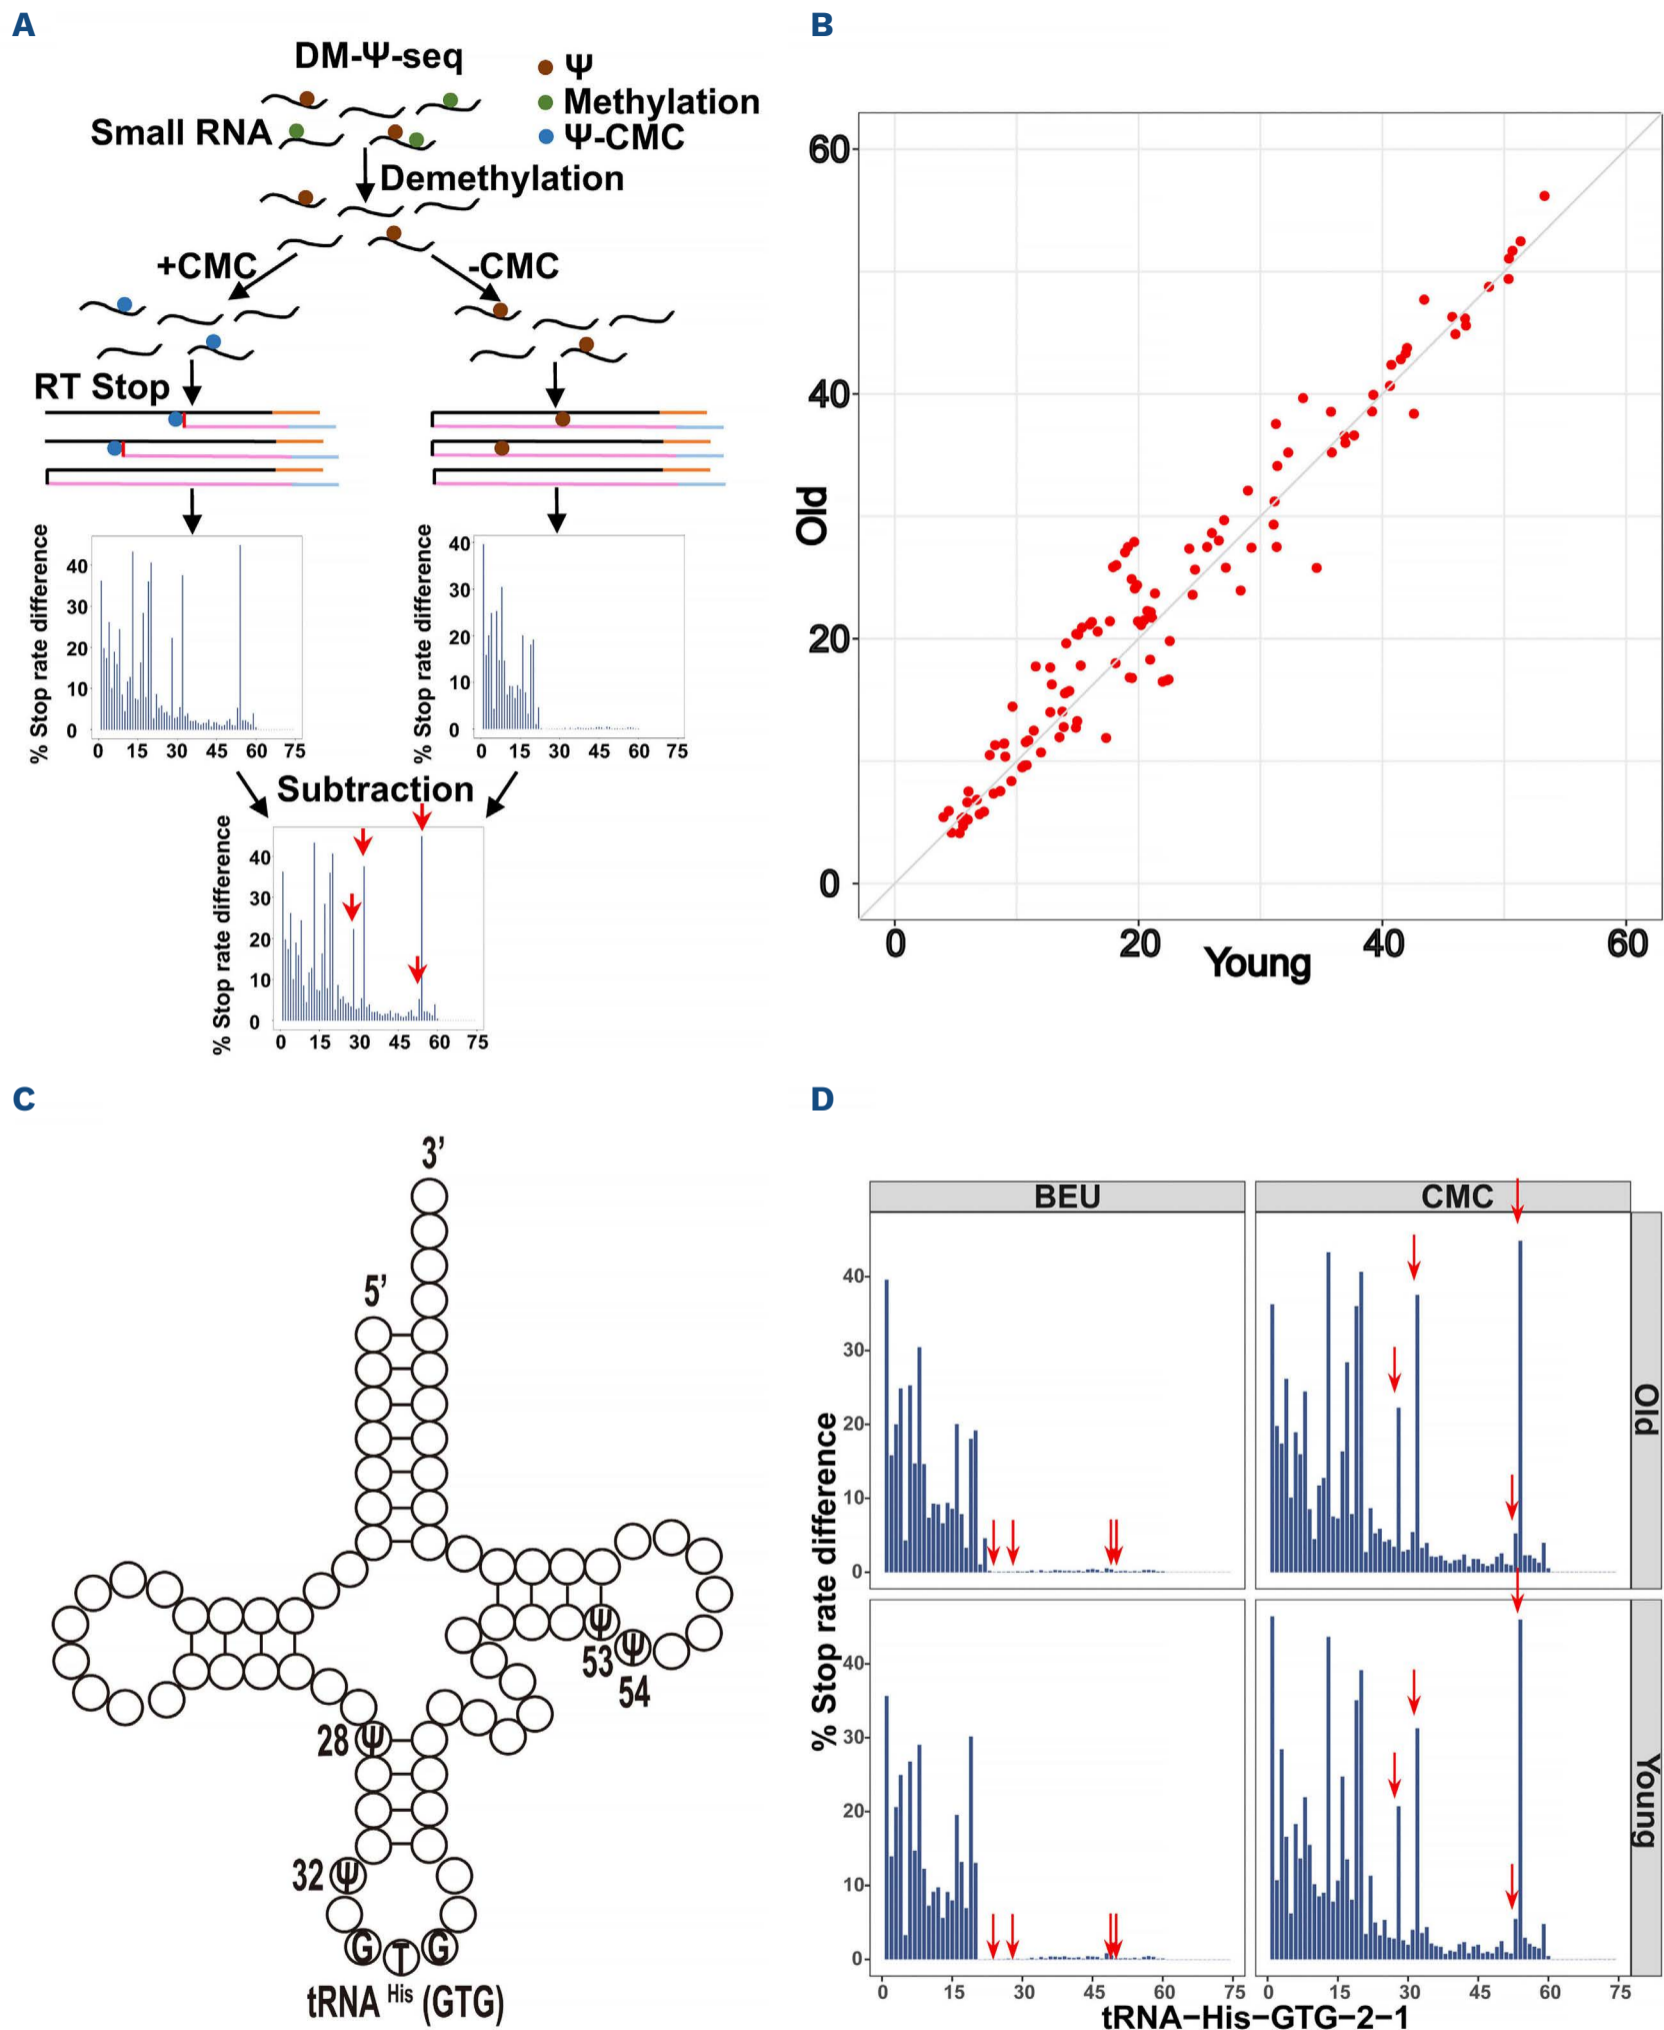 A
DM-Ψ-seq
Ψ
Methylation
Ψ-CMC
Small RNA
Demethylation
+CMC
-CMC
RT Stop
% Stop rate difference
40
30
20
10
0
0 15 30 45 60 75
% Stop rate difference
40
30
20
10
0
0 15 30 45 60 75
Subtraction
% Stop rate difference
40
30
20
10
0
0 15 30 45 60 75
B
Old
60
40
20
0
0 20 40 60
Young
C
3’
5’
Ψ
53
Ψ
54
28 Ψ
32 Ψ
G T G
tRNA His (GTG)
D
BEU CMC
% Stop rate difference
40
30
20
10
0
Old
40
30
20
10
0
Young
0 15 30 45 60 75 0 15 30 45 60 75
tRNA−His−GTG−2−1